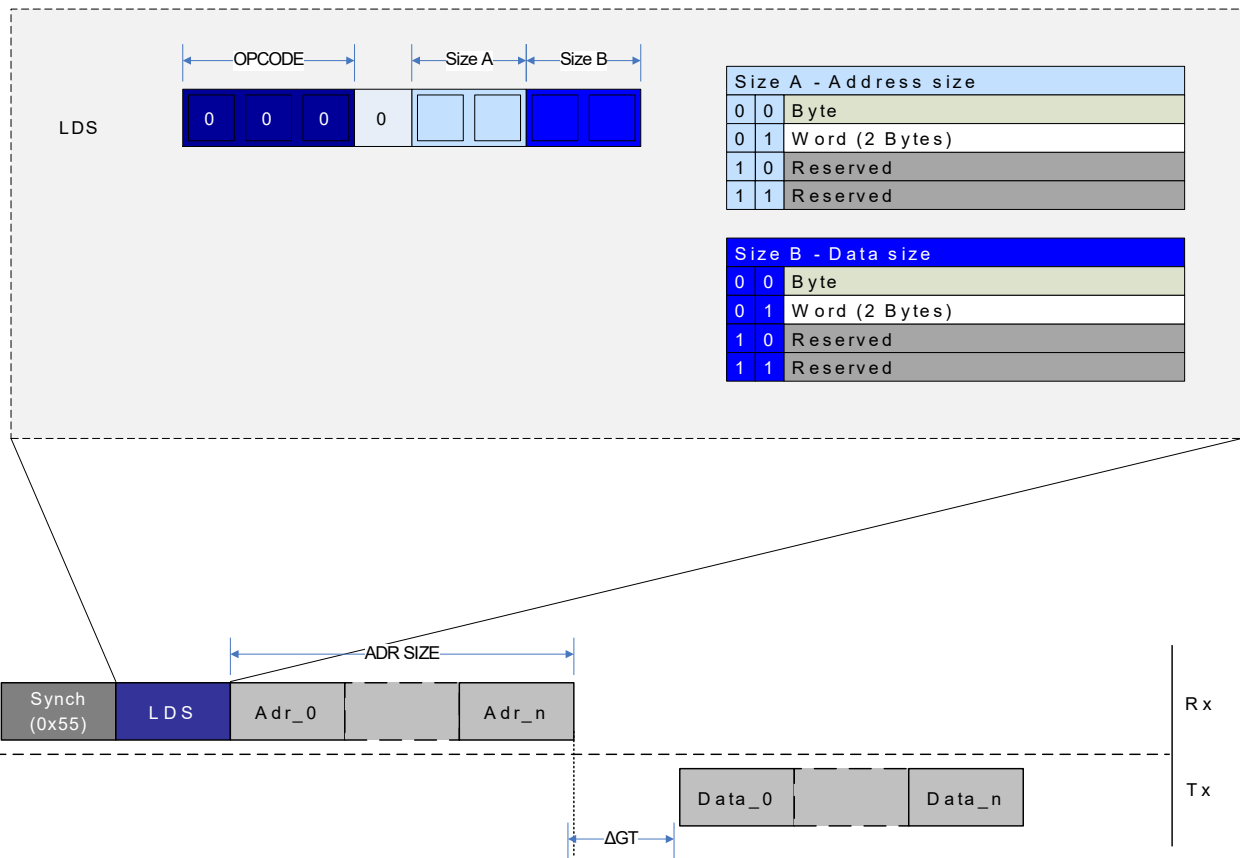 OPCODE Size A Size B
LDS 0 0 0 0
Size A - Address size
0 0 Byte
0 1 Word (2 Bytes)
1 0 Reserved
1 1 Reserved
Size B - Data size
0 0 Byte
0 1 Word (2 Bytes)
1 0 Reserved
1 1 Reserved
ADR SIZE
Synch
(0x55)
LDS Adr_0 Adr_n Rx
Data_0 Data_n Tx
ΔGT